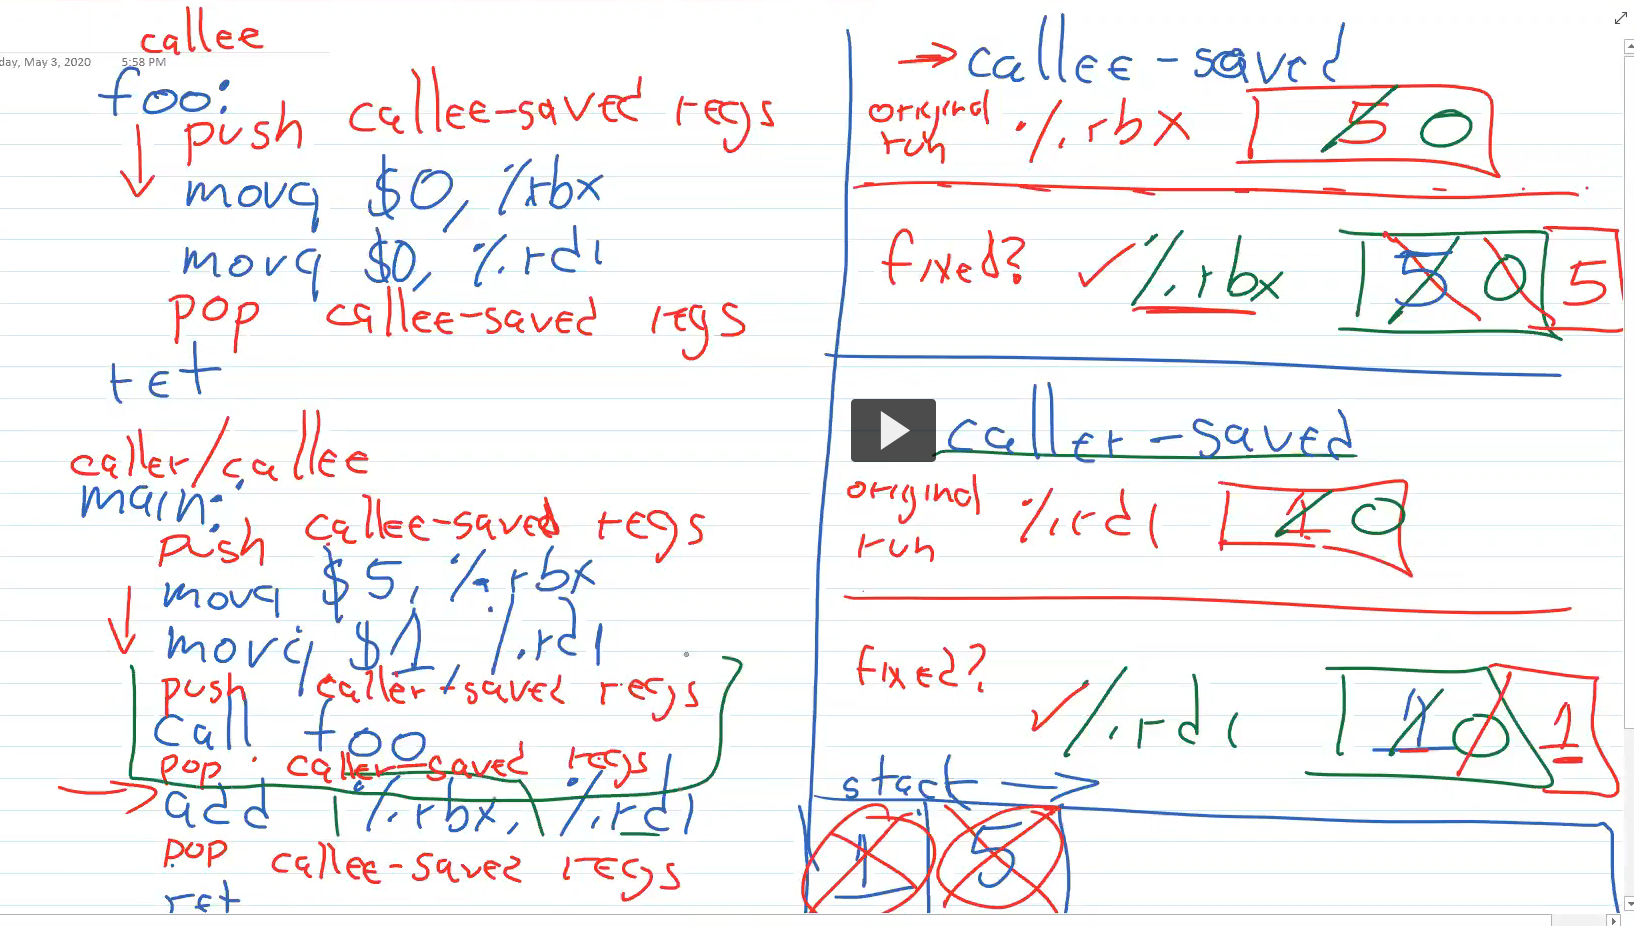 callee
day, May 3, 2020 5:58 PM
foo:
push callee-saved regs
movq $0, %rbx
movq $0, %rdi
pop callee-saved regs
ret
caller/callee
main:
push callee-saved regs
movq $5, %rbx
movq $1, %rdi
push caller-saved regs
call foo
pop caller-saved regs
add %rbx, %rdi
pop callee-saved regs
ret
→ callee-saved
original run %rbx 5 0
fixed? ✓ %rbx 5 0 5
caller-saved
original run %rdi 1 0
fixed? ✓ %rdi 1 0 1
stack →
1 5